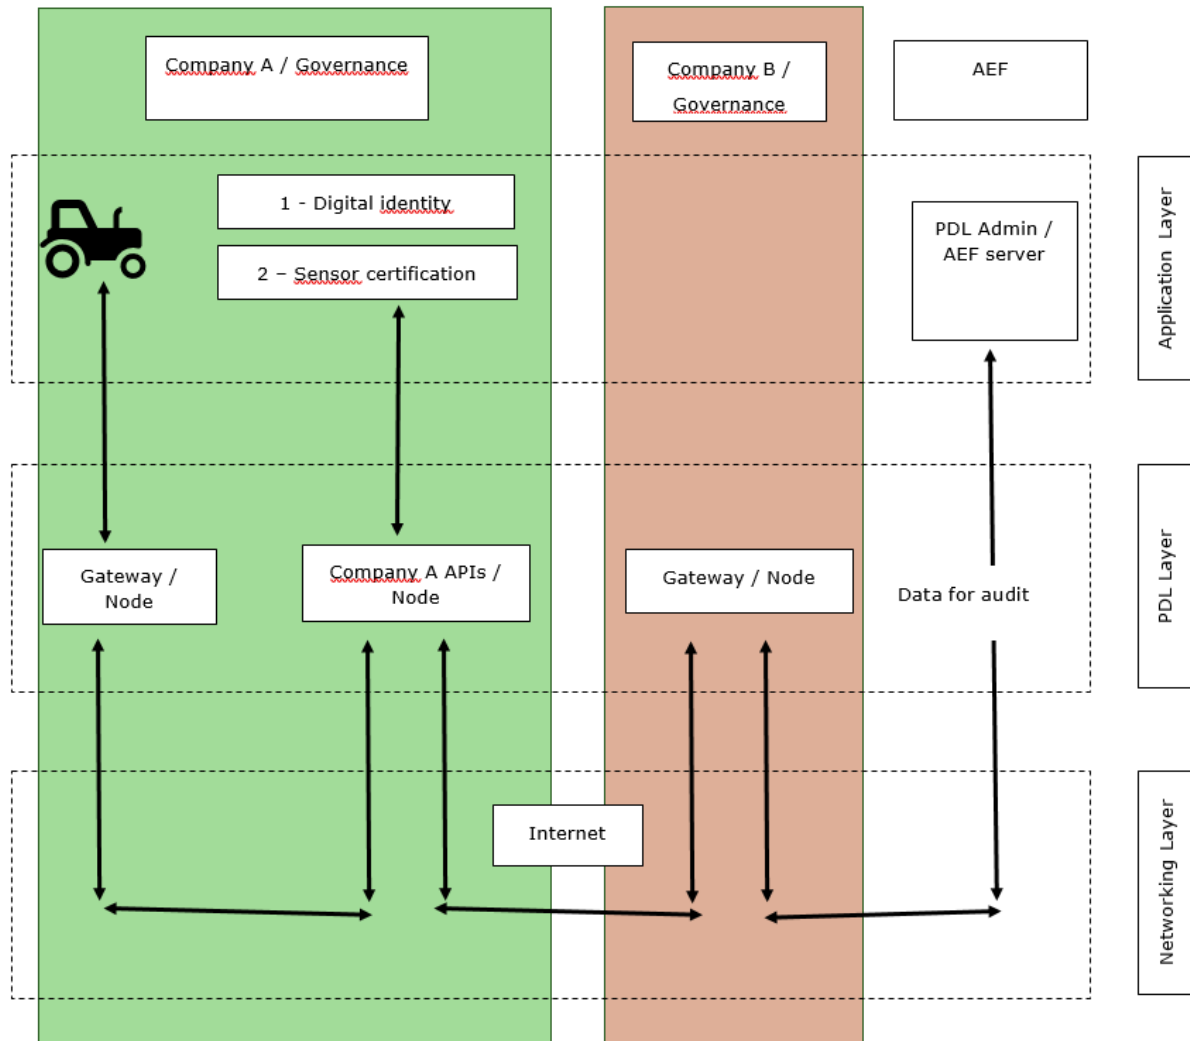 Company A / Governance
Company B /
Governance
AEF
1 - Digital identity
2 – Sensor certification
PDL Admin /
AEF server
Application Layer
Gateway /
Node
Company A APIs /
Node
Gateway / Node
Data for audit
PDL Layer
Internet
Networking Layer